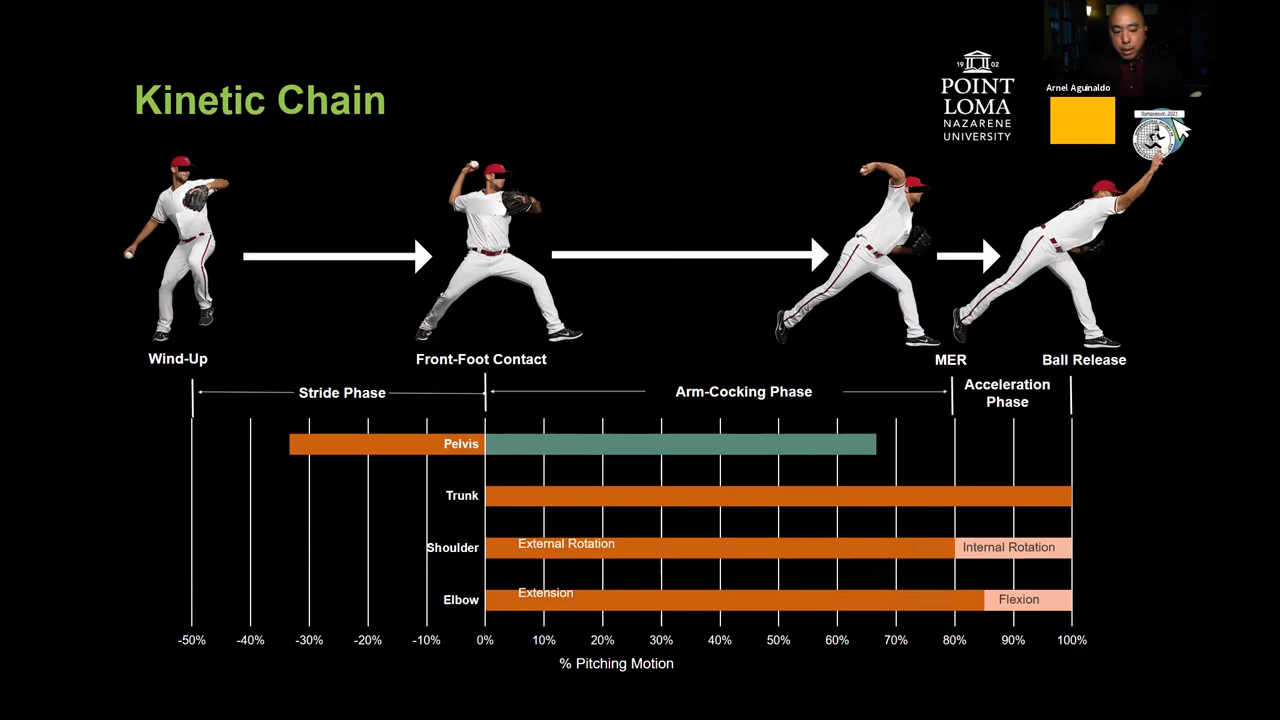 Kinetic Chain
19 02
POINT
LOMA
NAZARENE
UNIVERSITY
Arnel Aguinaldo
Symposium 2021
Wind-Up
Front-Foot Contact
MER
Ball Release
Stride Phase
Arm-Cocking Phase
Acceleration
Phase
Pelvis
Trunk
Shoulder
External Rotation
Internal Rotation
Elbow
Extension
Flexion
-50%
-40%
-30%
-20%
-10%
0%
10%
20%
30%
40%
50%
60%
70%
80%
90%
100%
% Pitching Motion